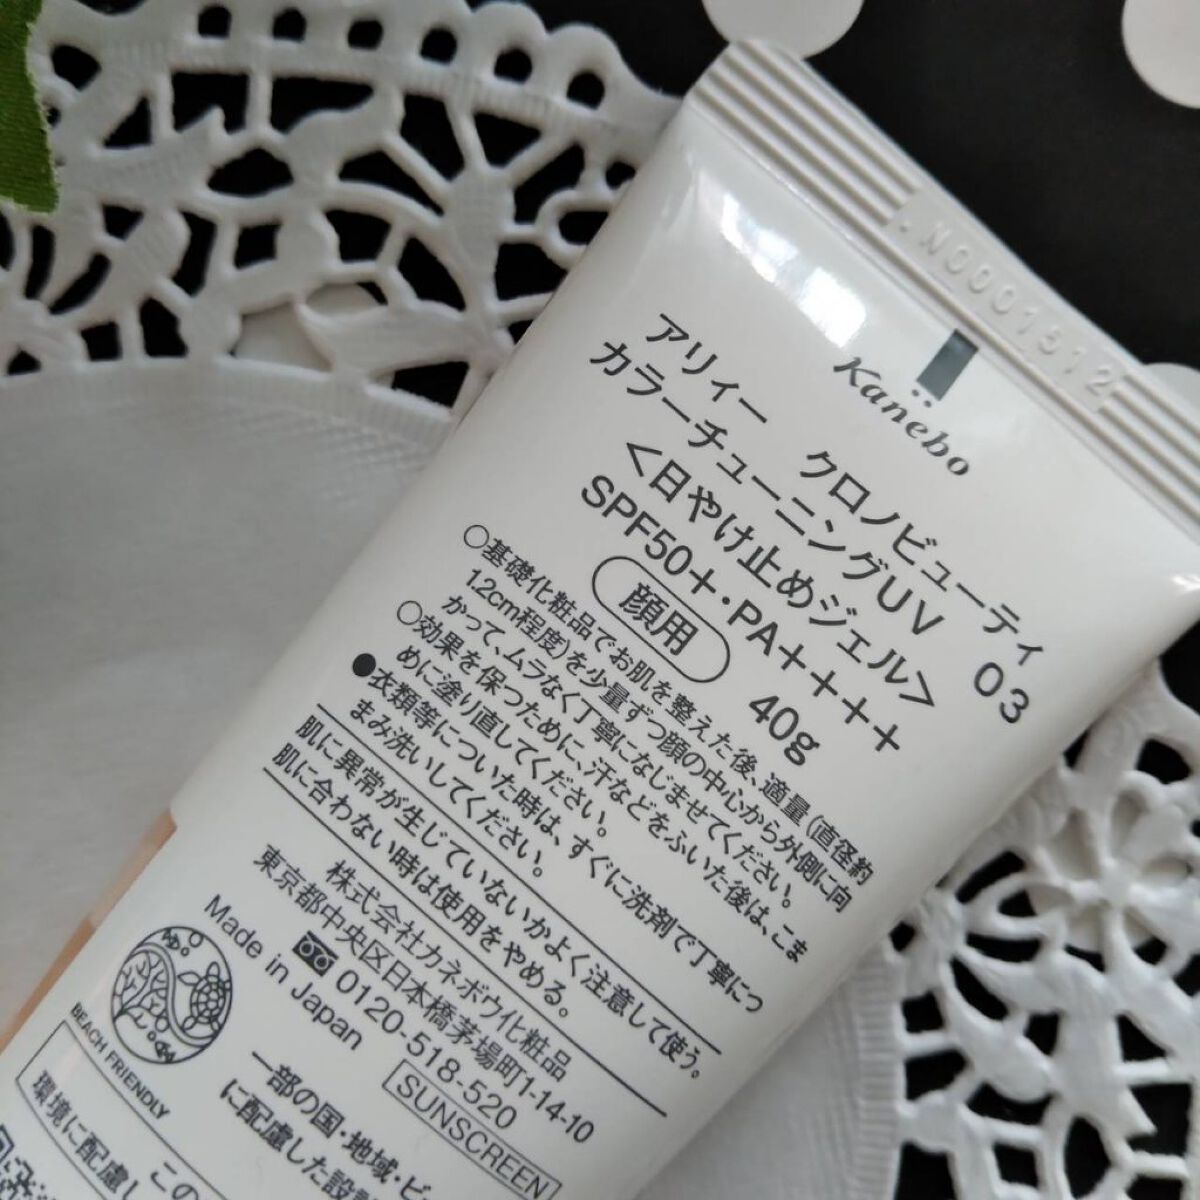 .N0001512
Kanebo
アリィー クロノビューティ
カラーチューニングUV 03
<日やけ止めジェル>
SPF50+・PA++++
顔用 40g
○基礎化粧品でお肌を整えた後、適量(直径約
1.2cm程度)を少量ずつ顔の中心から外側に向
かって、ムラなく丁寧になじませてください。
○効果を保つために、汗などをふいた後は、こま
めに塗り直してください。
●衣類等についた時は、すぐに洗剤で丁寧につ
まみ洗いしてください。
肌に異常が生じていないかよく注意して使う。
肌に合わない時は使用をやめる。
株式会社カネボウ化粧品
東京都中央区日本橋茅場町1-14-10
0120-518-520
Made in Japan
SUNSCREEN
BEACH FRIENDLY
一部の国・地域・ビ
に配慮した設計
この
環境に配慮し